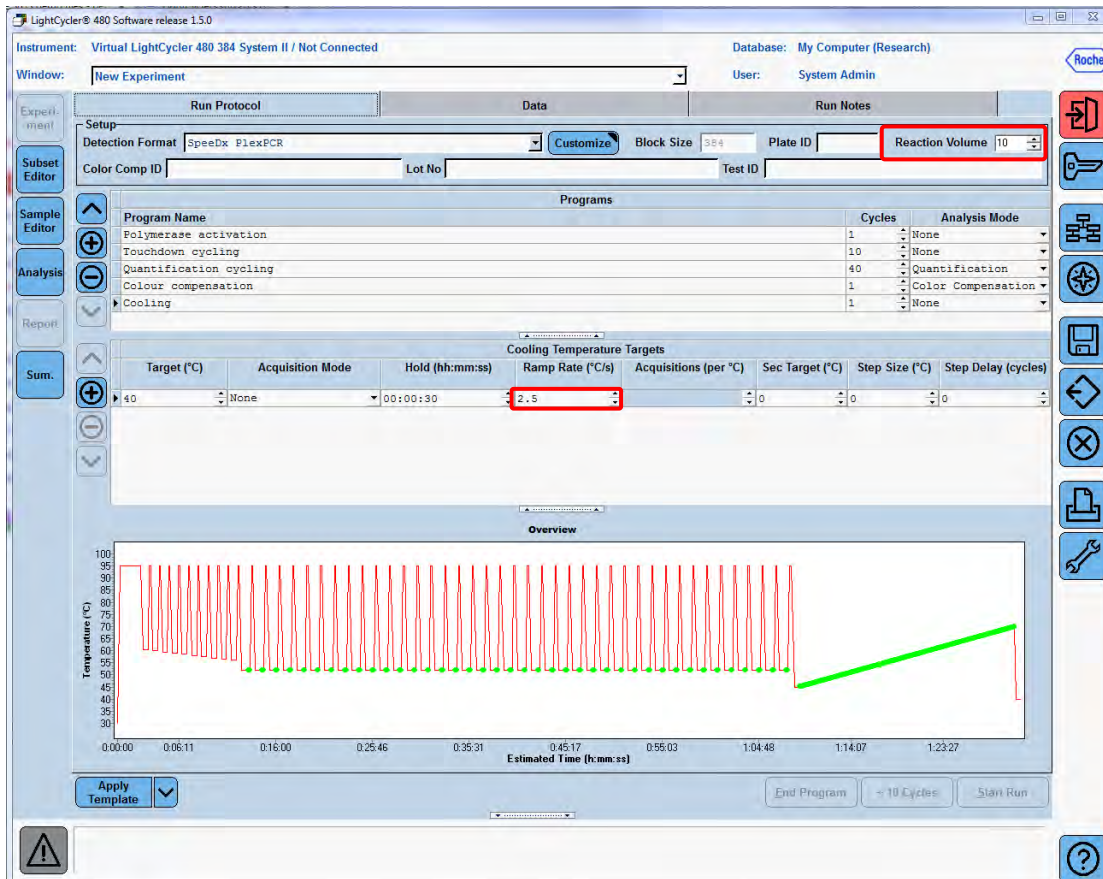 LightCycler® 480 Software release 1.5.0
Instrument: Virtual LightCycler 480 384 System II / Not Connected Database: My Computer (Research)
Window: New Experiment User: System Admin
Roche
Experi-
ment
Subset
Editor
Sample
Editor
Analysis
Report
Sum.
Run Protocol Data Run Notes
Setup
Detection Format SpeeDx PlexPCR Customize Block Size 384 Plate ID Reaction Volume 10
Color Comp ID Lot No Test ID
Programs
Program Name Cycles Analysis Mode
Polymerase activation 1 None
Touchdown cycling 10 None
Quantification cycling 40 Quantification
Colour compensation 1 Color Compensation
Cooling 1 None
Cooling Temperature Targets
Target (°C) Acquisition Mode Hold (hh:mm:ss) Ramp Rate (°C/s) Acquisitions (per °C) Sec Target (°C) Step Size (°C) Step Delay (cycles)
40 None 00:00:30 2.5 0 0 0
Overview
Temperature (°C)
100
95
90
85
80
75
70
65
60
55
50
45
40
35
30
0:00:00 0:06:11 0:16:00 0:25:46 0:35:31 0:45:17 0:55:03 1:04:48 1:14:07 1:23:27
Estimated Time (h:mm:ss)
Apply
Template
End Program + 10 Cycles Start Run